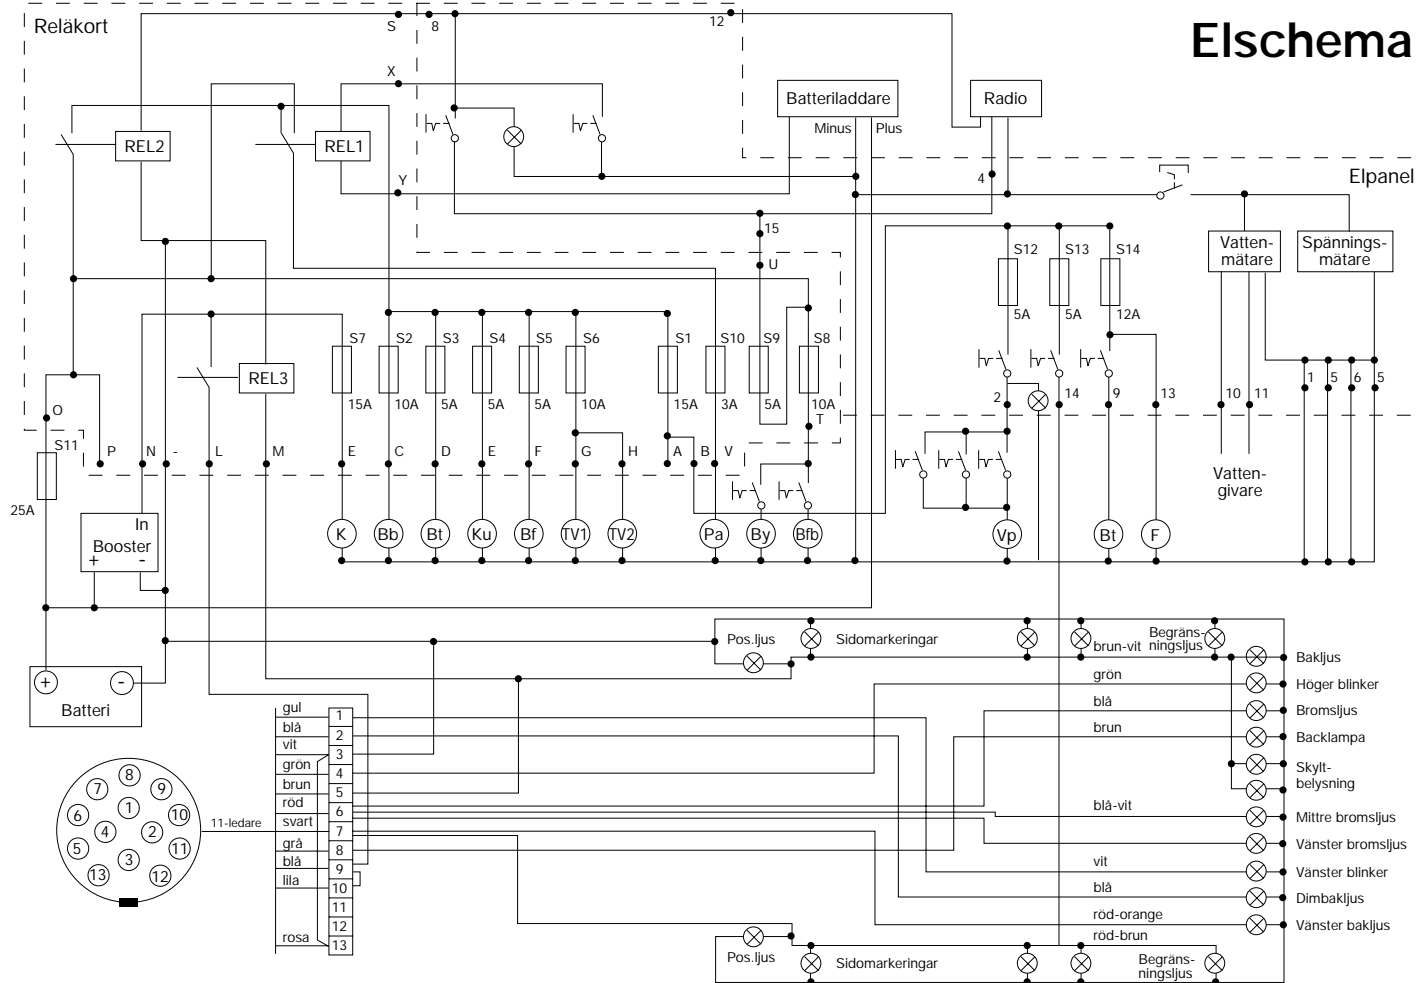 Reläkort
S
8
12
Elschema
X
Batteriladdare
Minus
Plus
Radio
REL2
REL1
Y
4
Elpanel
15
U
S12
S13
S14
5A
5A
12A
Vatten-
mätare
Spännings-
mätare
S7
S2
S3
S4
S5
S6
S1
S10
S9
S8
REL3
15A
10A
5A
5A
5A
10A
15A
3A
5A
10A
O
T
2
14
9
13
10
11
1
5
6
5
S11
25A
P
N
-
L
M
E
C
D
E
F
G
H
A
B
V
Vatten-
givare
In
Booster
+
-
K
Bb
Bt
Ku
Bf
TV1
TV2
Pa
By
Bfb
Vp
Bt
F
+
-
Batteri
Pos.ljus
Sidomarkeringar
brun-vit
Begräns-
ningsljus
Bakljus
grön
Höger blinker
blå
Bromsljus
brun
Backlampa
Skylt-
belysning
blå-vit
Mittre bromsljus
Vänster bromsljus
vit
Vänster blinker
blå
Dimbakljus
röd-orange
Vänster bakljus
röd-brun
gul
1
blå
2
vit
3
grön
4
brun
5
röd
6
svart
7
grå
8
blå
9
lila
10
11
12
rosa
13
11-ledare
8
7
9
1
6
10
4
2
5
11
3
13
12
Pos.ljus
Sidomarkeringar
Begräns-
ningsljus